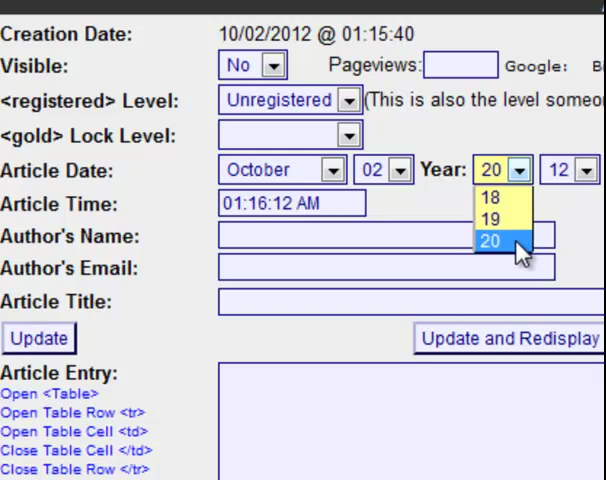 Creation Date: 10/02/2012 @ 01:15:40
Visible: No Pageviews: Google:
<registered> Level: Unregistered (This is also the level
<gold> Lock Level:
Article Date: October 02 Year: 20 12
18
19
20
Article Time: 01:16:12 AM
Author's Name:
Author's Email:
Article Title:
Update Update and Redisplay
Article Entry:
Open <Table>
Open Table Row <tr>
Open Table Cell <td>
Close Table Cell </td>
Close Table Row </tr>